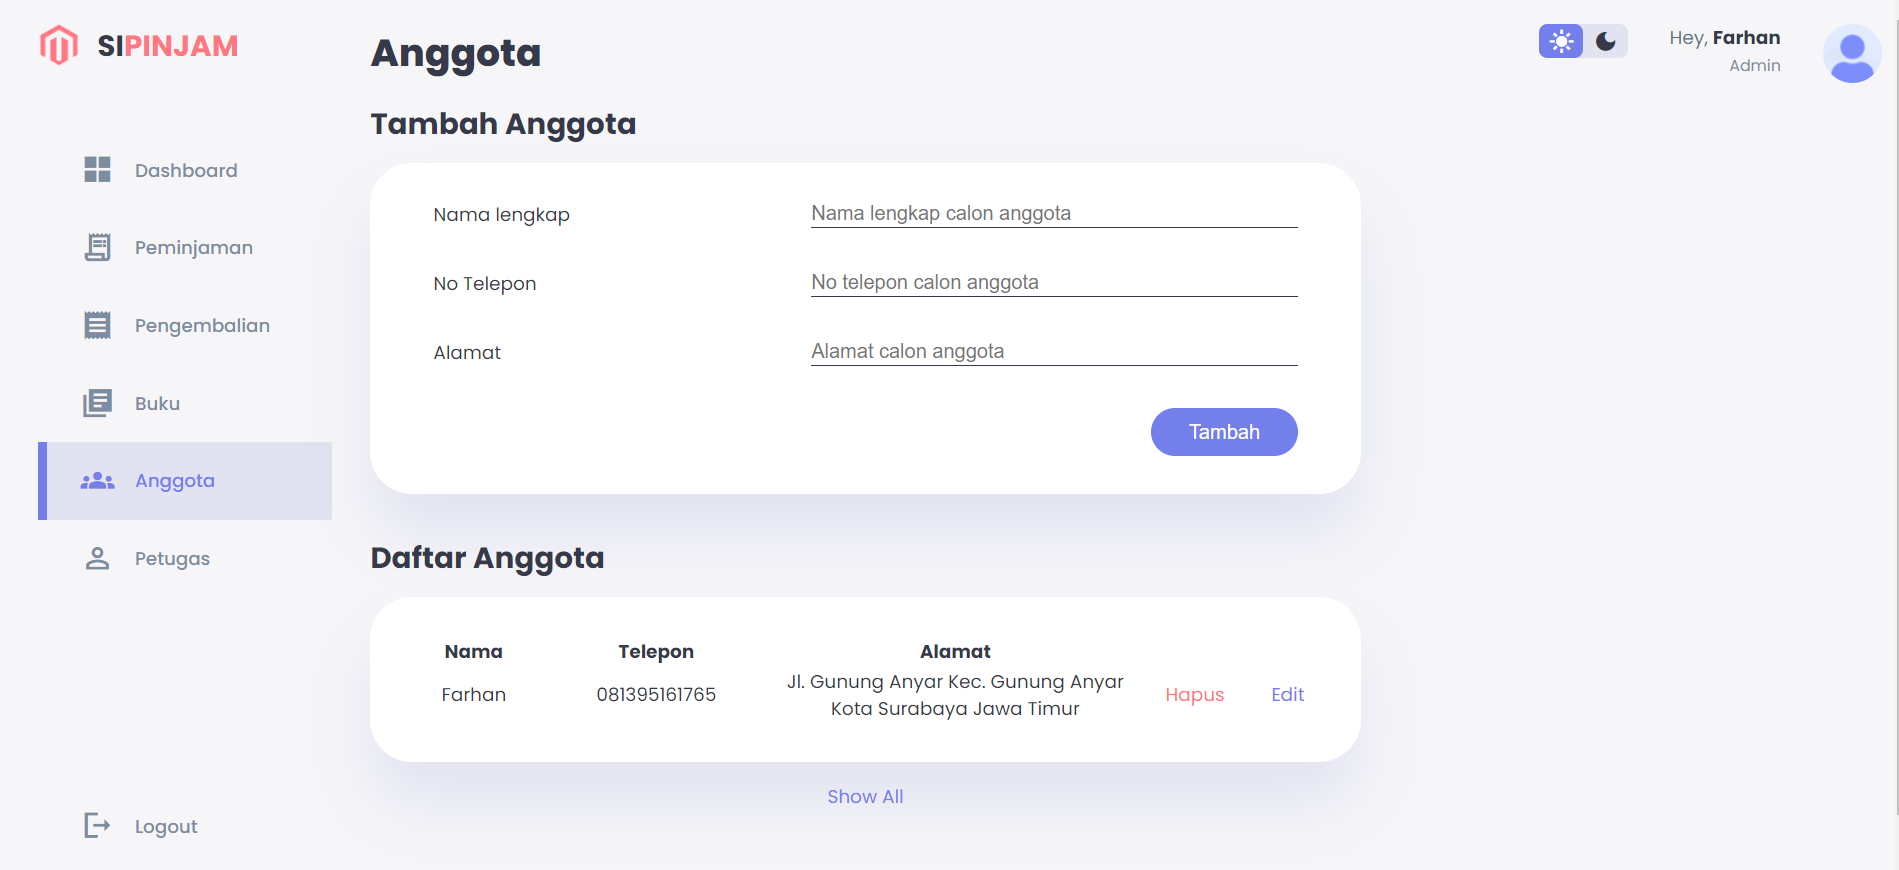 SIPINJAM
Dashboard
Peminjaman
Pengembalian
Buku
Anggota
Petugas
Logout
Anggota
Hey, Farhan
Admin
Tambah Anggota
Nama lengkap
Nama lengkap calon anggota
No Telepon
No telepon calon anggota
Alamat
Alamat calon anggota
Tambah
Daftar Anggota
Nama Telepon Alamat
Farhan 081395161765 Jl. Gunung Anyar Kec. Gunung Anyar
Kota Surabaya Jawa Timur
Hapus Edit
Show All